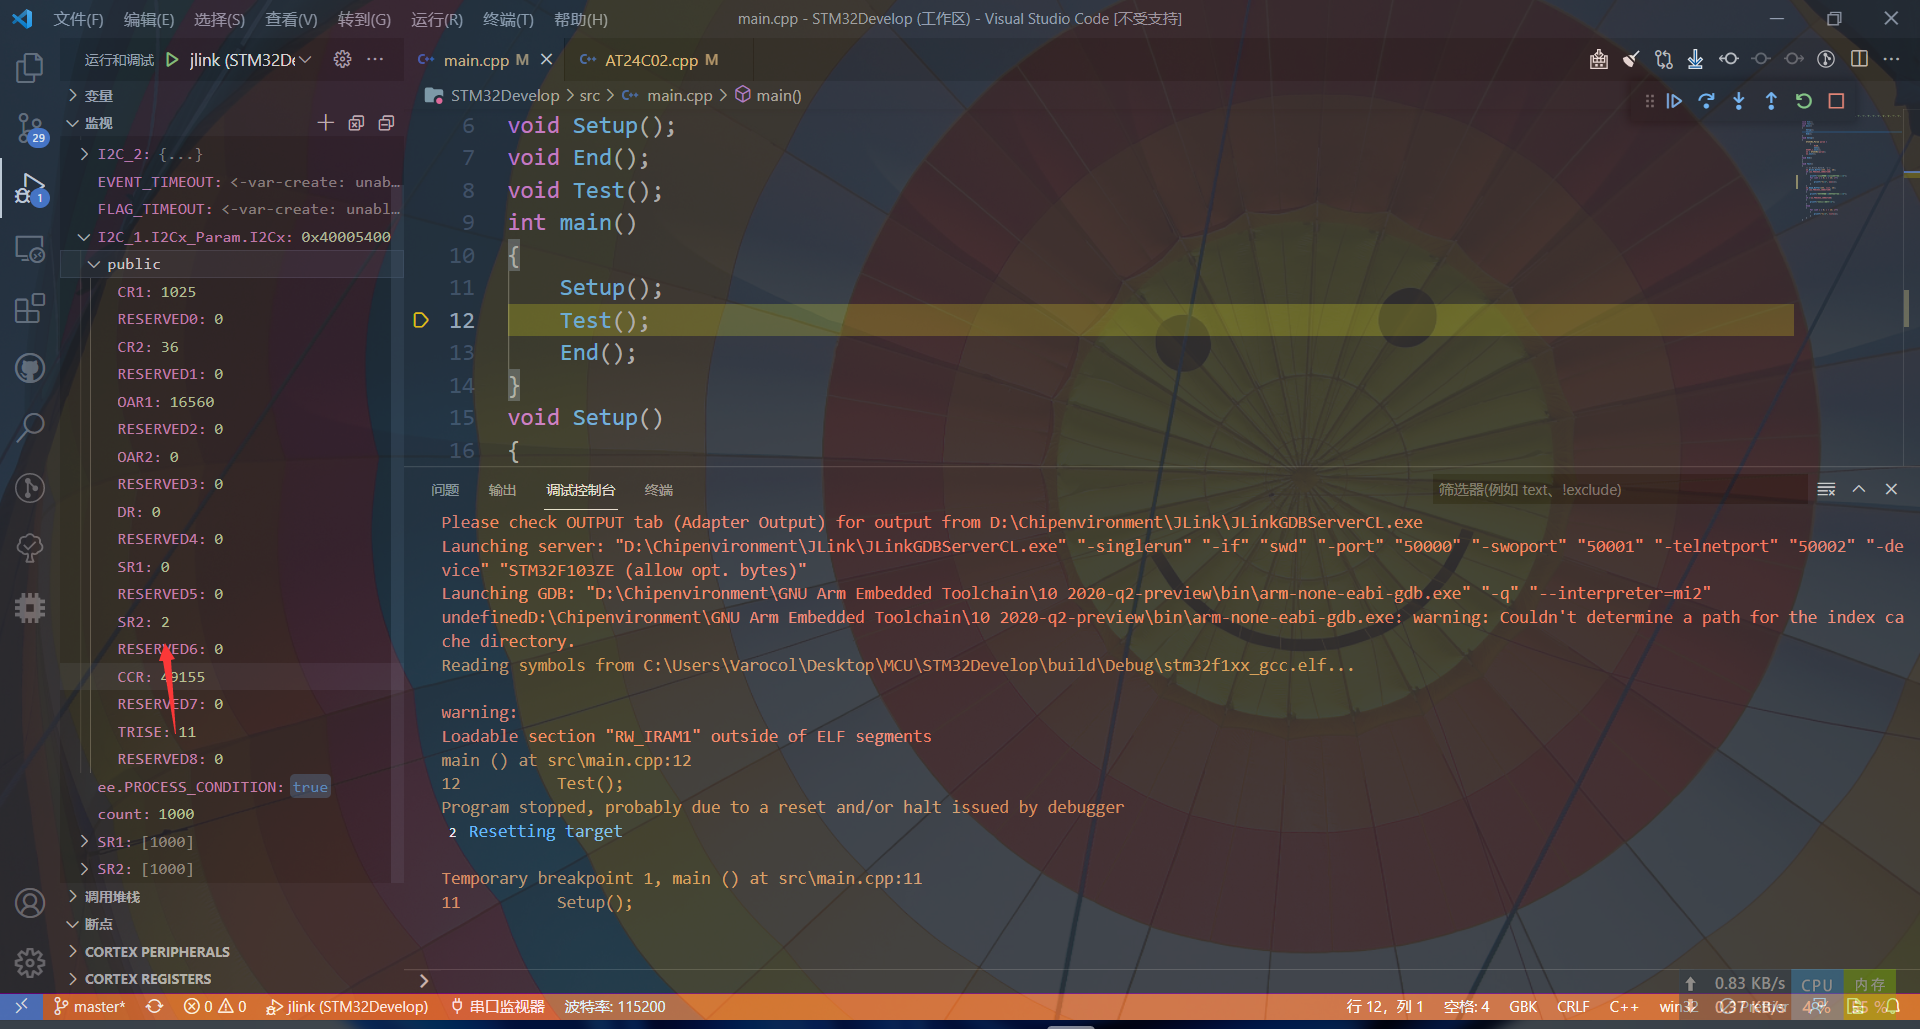 文件(F) 编辑(E) 选择(S) 查看(V) 转到(G) 运行(R) 终端(T) 帮助(H)
main.cpp - STM32Develop (工作区) - Visual Studio Code [不受支持]
运行和调试 jlink (STM32De
main.cpp M
AT24C02.cpp M
STM32Develop > src > main.cpp > main()
变量
监视
I2C_2: {...}
EVENT_TIMEOUT: <-var-create: unab…
FLAG_TIMEOUT: <-var-create: unabl…
I2C_1.I2Cx_Param.I2Cx: 0x40005400
public
CR1: 1025
RESERVED0: 0
CR2: 36
RESERVED1: 0
OAR1: 16560
RESERVED2: 0
OAR2: 0
RESERVED3: 0
DR: 0
RESERVED4: 0
SR1: 0
RESERVED5: 0
SR2: 2
RESERVED6: 0
CCR: 49155
RESERVED7: 0
TRISE: 11
RESERVED8: 0
ee.PROCESS_CONDITION: true
count: 1000
SR1: [1000]
SR2: [1000]
调用堆栈
断点
CORTEX PERIPHERALS
CORTEX REGISTERS
29
1
6 void Setup();
7 void End();
8 void Test();
9 int main()
10 {
11 Setup();
12 Test();
13 End();
14 }
15 void Setup()
16 {
问题 输出 调试控制台 终端
筛选器(例如 text、!exclude)
Please check OUTPUT tab (Adapter Output) for output from D:\Chipenvironment\JLink\JLinkGDBServerCL.exe
Launching server: "D:\Chipenvironment\JLink\JLinkGDBServerCL.exe" "-singlerun" "-if" "swd" "-port" "50000" "-swoport" "50001" "-telnetport" "50002" "-de
vice" "STM32F103ZE (allow opt. bytes)"
Launching GDB: "D:\Chipenvironment\GNU Arm Embedded Toolchain\10 2020-q2-preview\bin\arm-none-eabi-gdb.exe" "-q" "--interpreter=mi2"
undefinedD:\Chipenvironment\GNU Arm Embedded Toolchain\10 2020-q2-preview\bin\arm-none-eabi-gdb.exe: warning: Couldn't determine a path for the index ca
che directory.
Reading symbols from C:\Users\Varocol\Desktop\MCU\STM32Develop\build\Debug\stm32f1xx_gcc.elf...
warning:
Loadable section "RW_IRAM1" outside of ELF segments
main () at src\main.cpp:12
12 Test();
Program stopped, probably due to a reset and/or halt issued by debugger
2 Resetting target
Temporary breakpoint 1, main () at src\main.cpp:11
11 Setup();
0.83 KB/s CPU 内存
master* 0 0 jlink (STM32Develop) 串口监视器 波特率: 115200
行 12，列 1 空格: 4 GBK CRLF C++ win32 0.37 KB/s